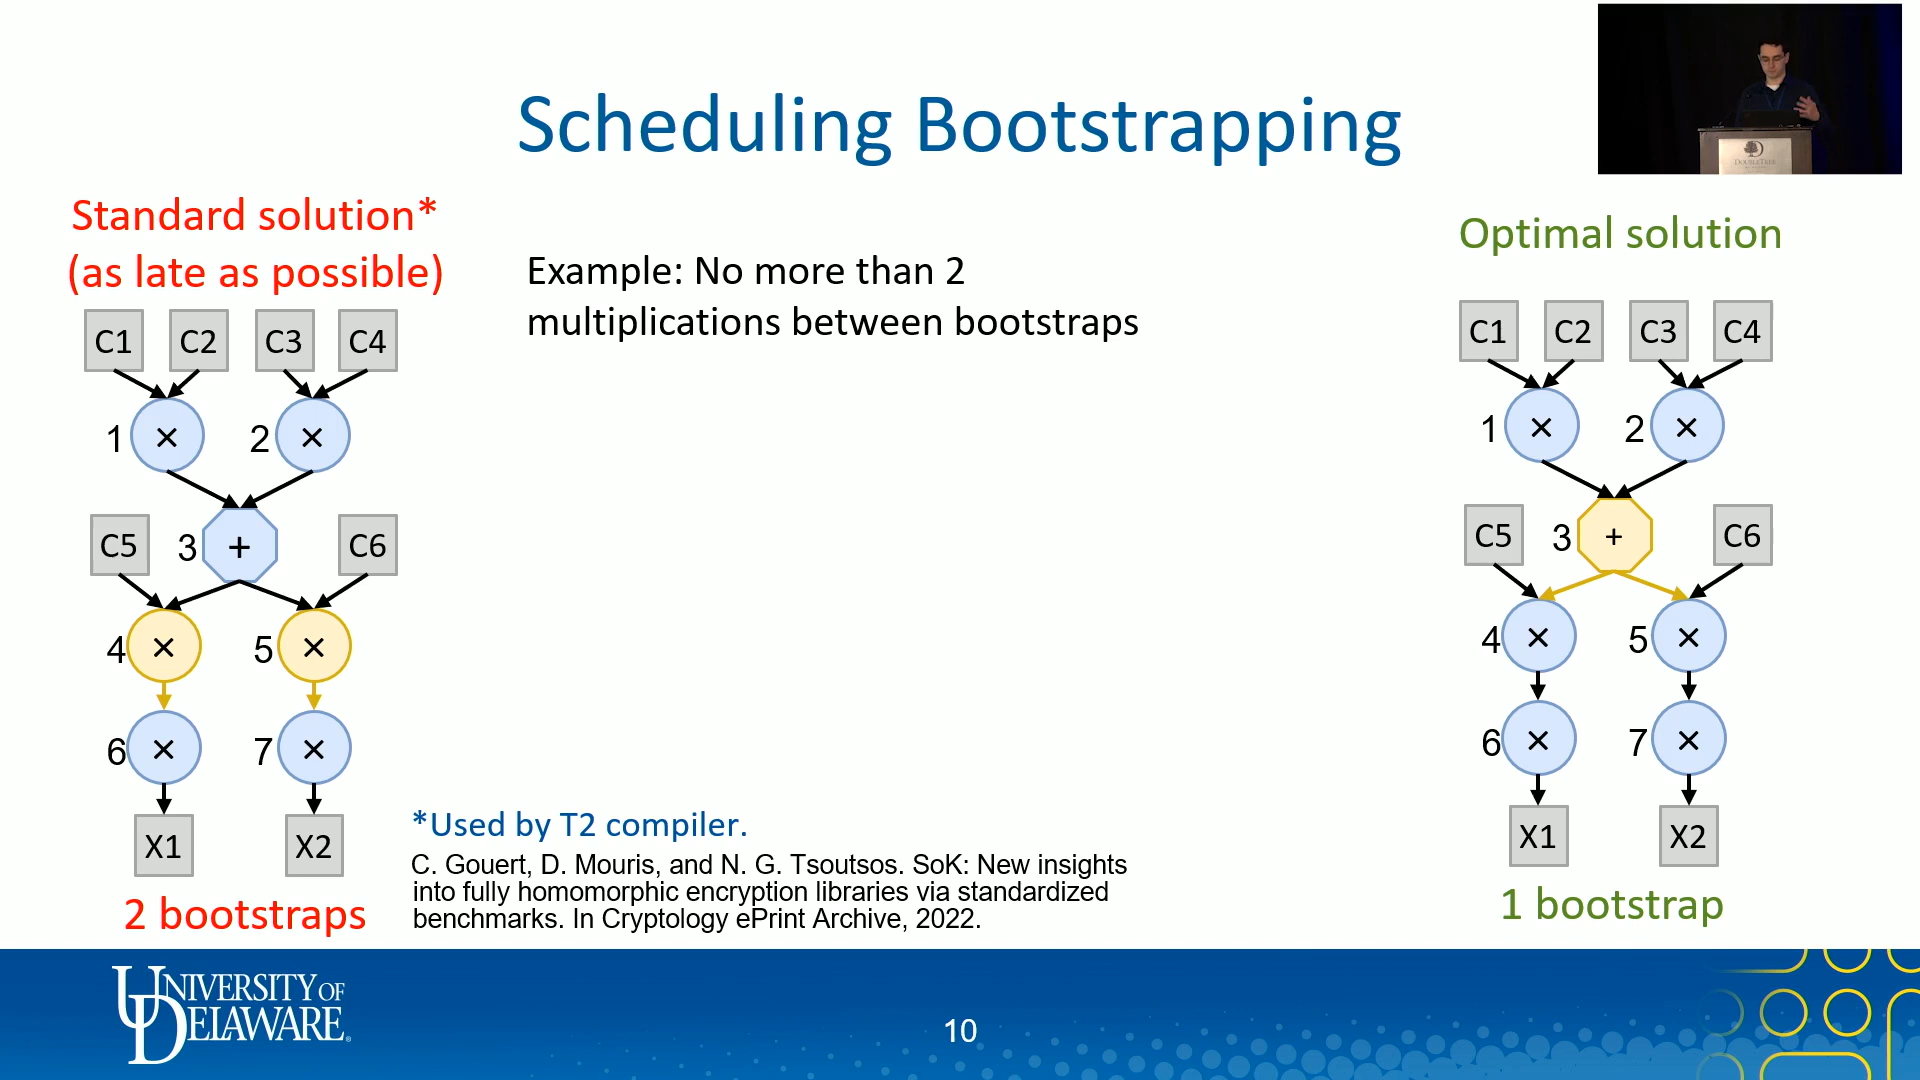 Scheduling Bootstrapping
DOUBLETREE
Standard solution*
(as late as possible)
C1 C2 C3 C4
1 × 2 ×
C5 3 + C6
4 × 5 ×
6 × 7 ×
X1 X2
2 bootstraps
Example: No more than 2
multiplications between bootstraps
*Used by T2 compiler.
C. Gouert, D. Mouris, and N. G. Tsoutsos. SoK: New insights
into fully homomorphic encryption libraries via standardized
benchmarks. In Cryptology ePrint Archive, 2022.
Optimal solution
C1 C2 C3 C4
1 × 2 ×
C5 3 + C6
4 × 5 ×
6 × 7 ×
X1 X2
1 bootstrap
UNIVERSITY OF
DELAWARE
10